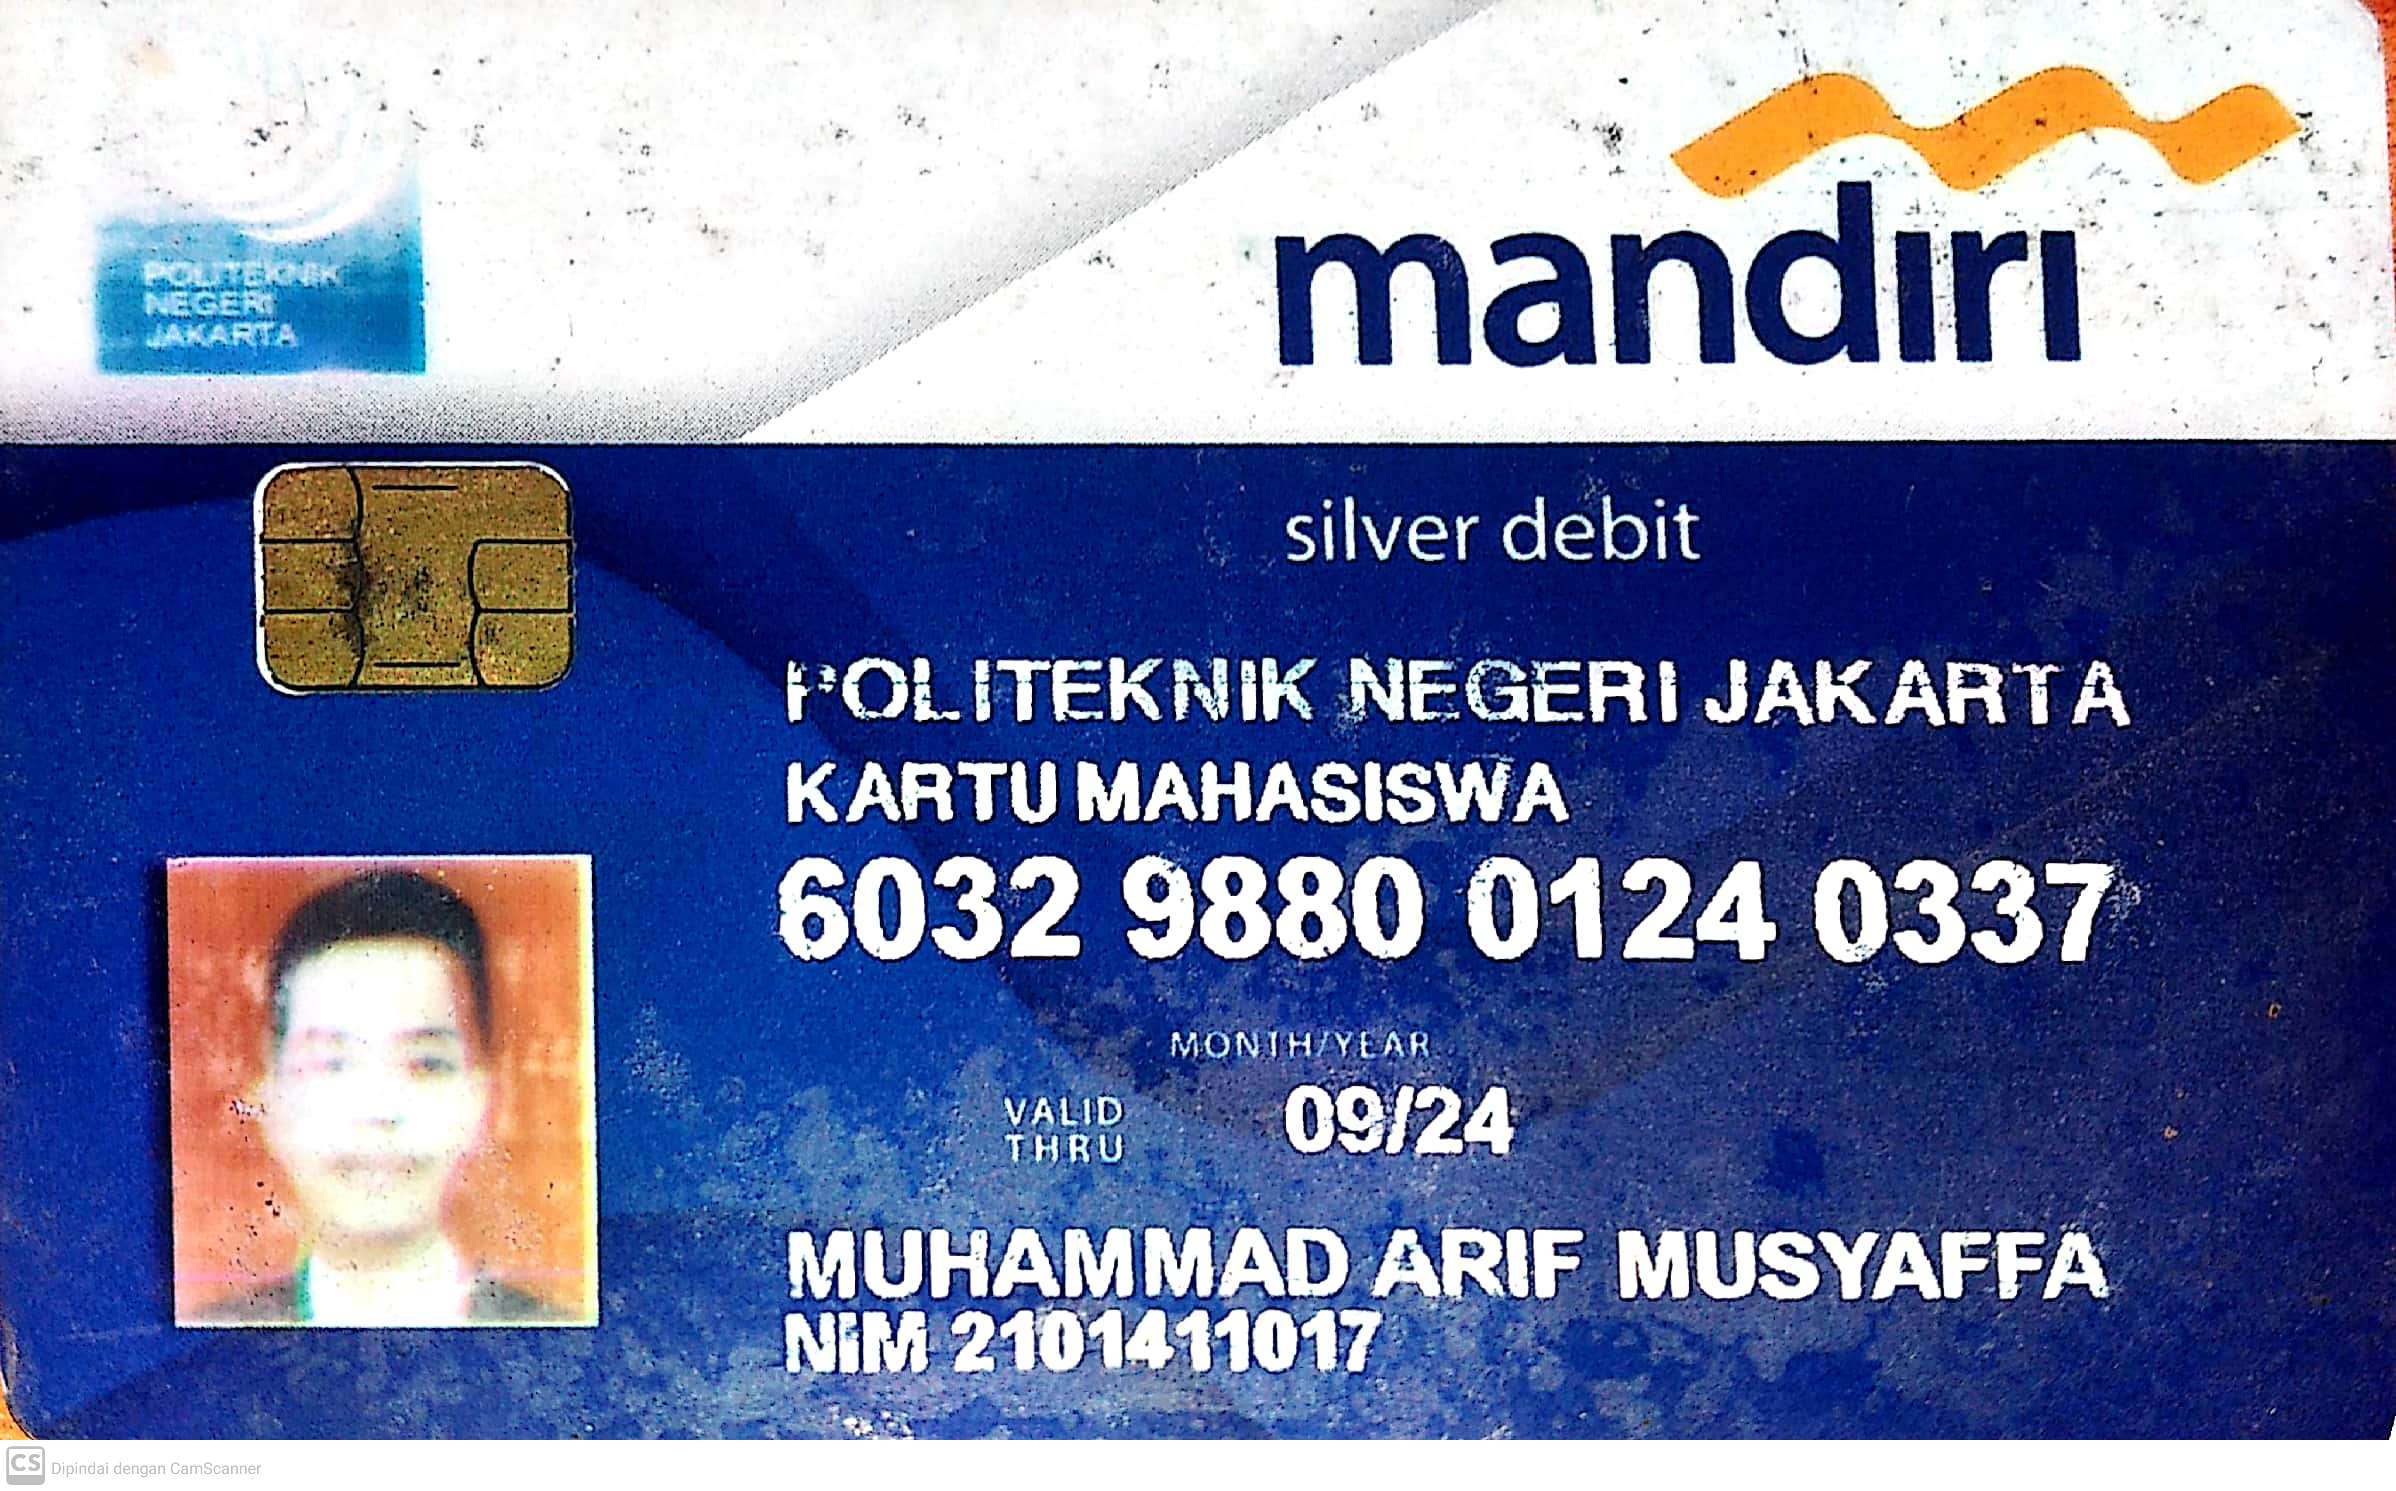 POLITEKNIK
NEGERI
JAKARTA
mandiri
silver debit
POLITEKNIK NEGERI JAKARTA
KARTU MAHASISWA
6032 9880 0124 0337
MONTH/YEAR
VALID
THRU
09/24
MUHAMMAD ARIF MUSYAFFA
NIM 2101411017
CS Dipindai dengan CamScanner